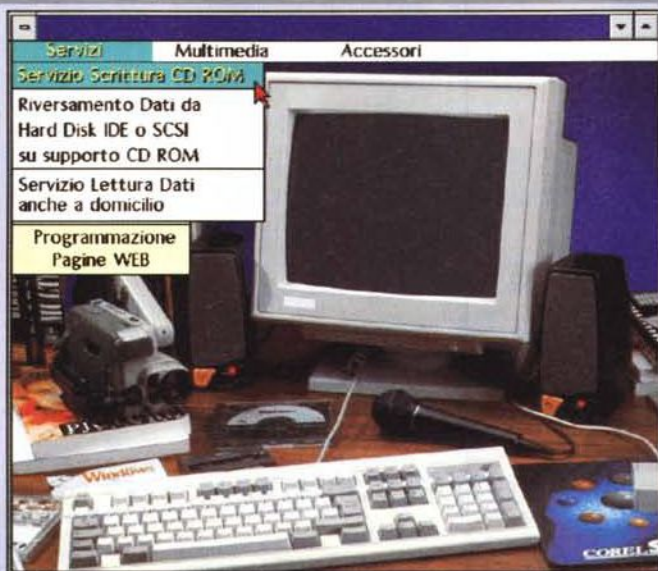 Servizi Multimedia Accessori
Servizio Scrittura CD ROM
Riversamento Dati da
Hard Disk IDE o SCSI
su supporto CD ROM
Servizio Lettura Dati
anche a domicilio
Programmazione
Pagine WEB
Windows
COREL